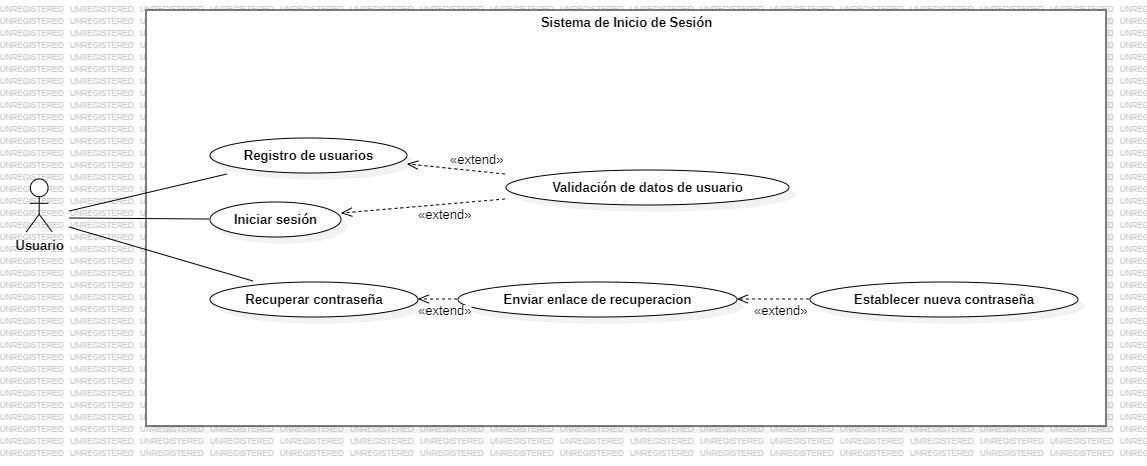 Sistema de Inicio de Sesión
Registro de usuarios
«extend»
Validación de datos de usuario
Iniciar sesión
«extend»
Usuario
Recuperar contraseña
«extend»
Enviar enlace de recuperacion
«extend»
Establecer nueva contraseña
UNREGISTERED